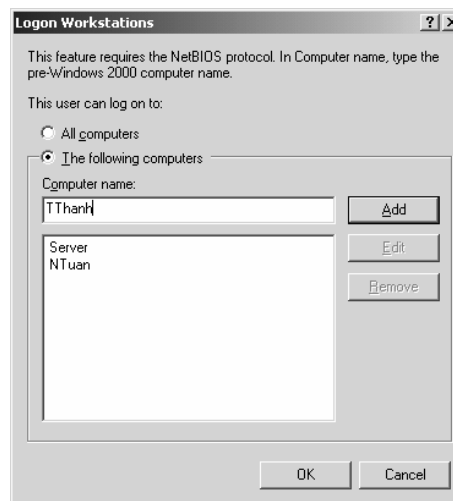 Logon Workstations
This feature requires the NetBIOS protocol. In Computer name, type the
pre-Windows 2000 computer name.
This user can log on to:
All computers
The following computers
Computer name:
TThanh
Add
Server
NTuan
Edit
Remove
OK Cancel